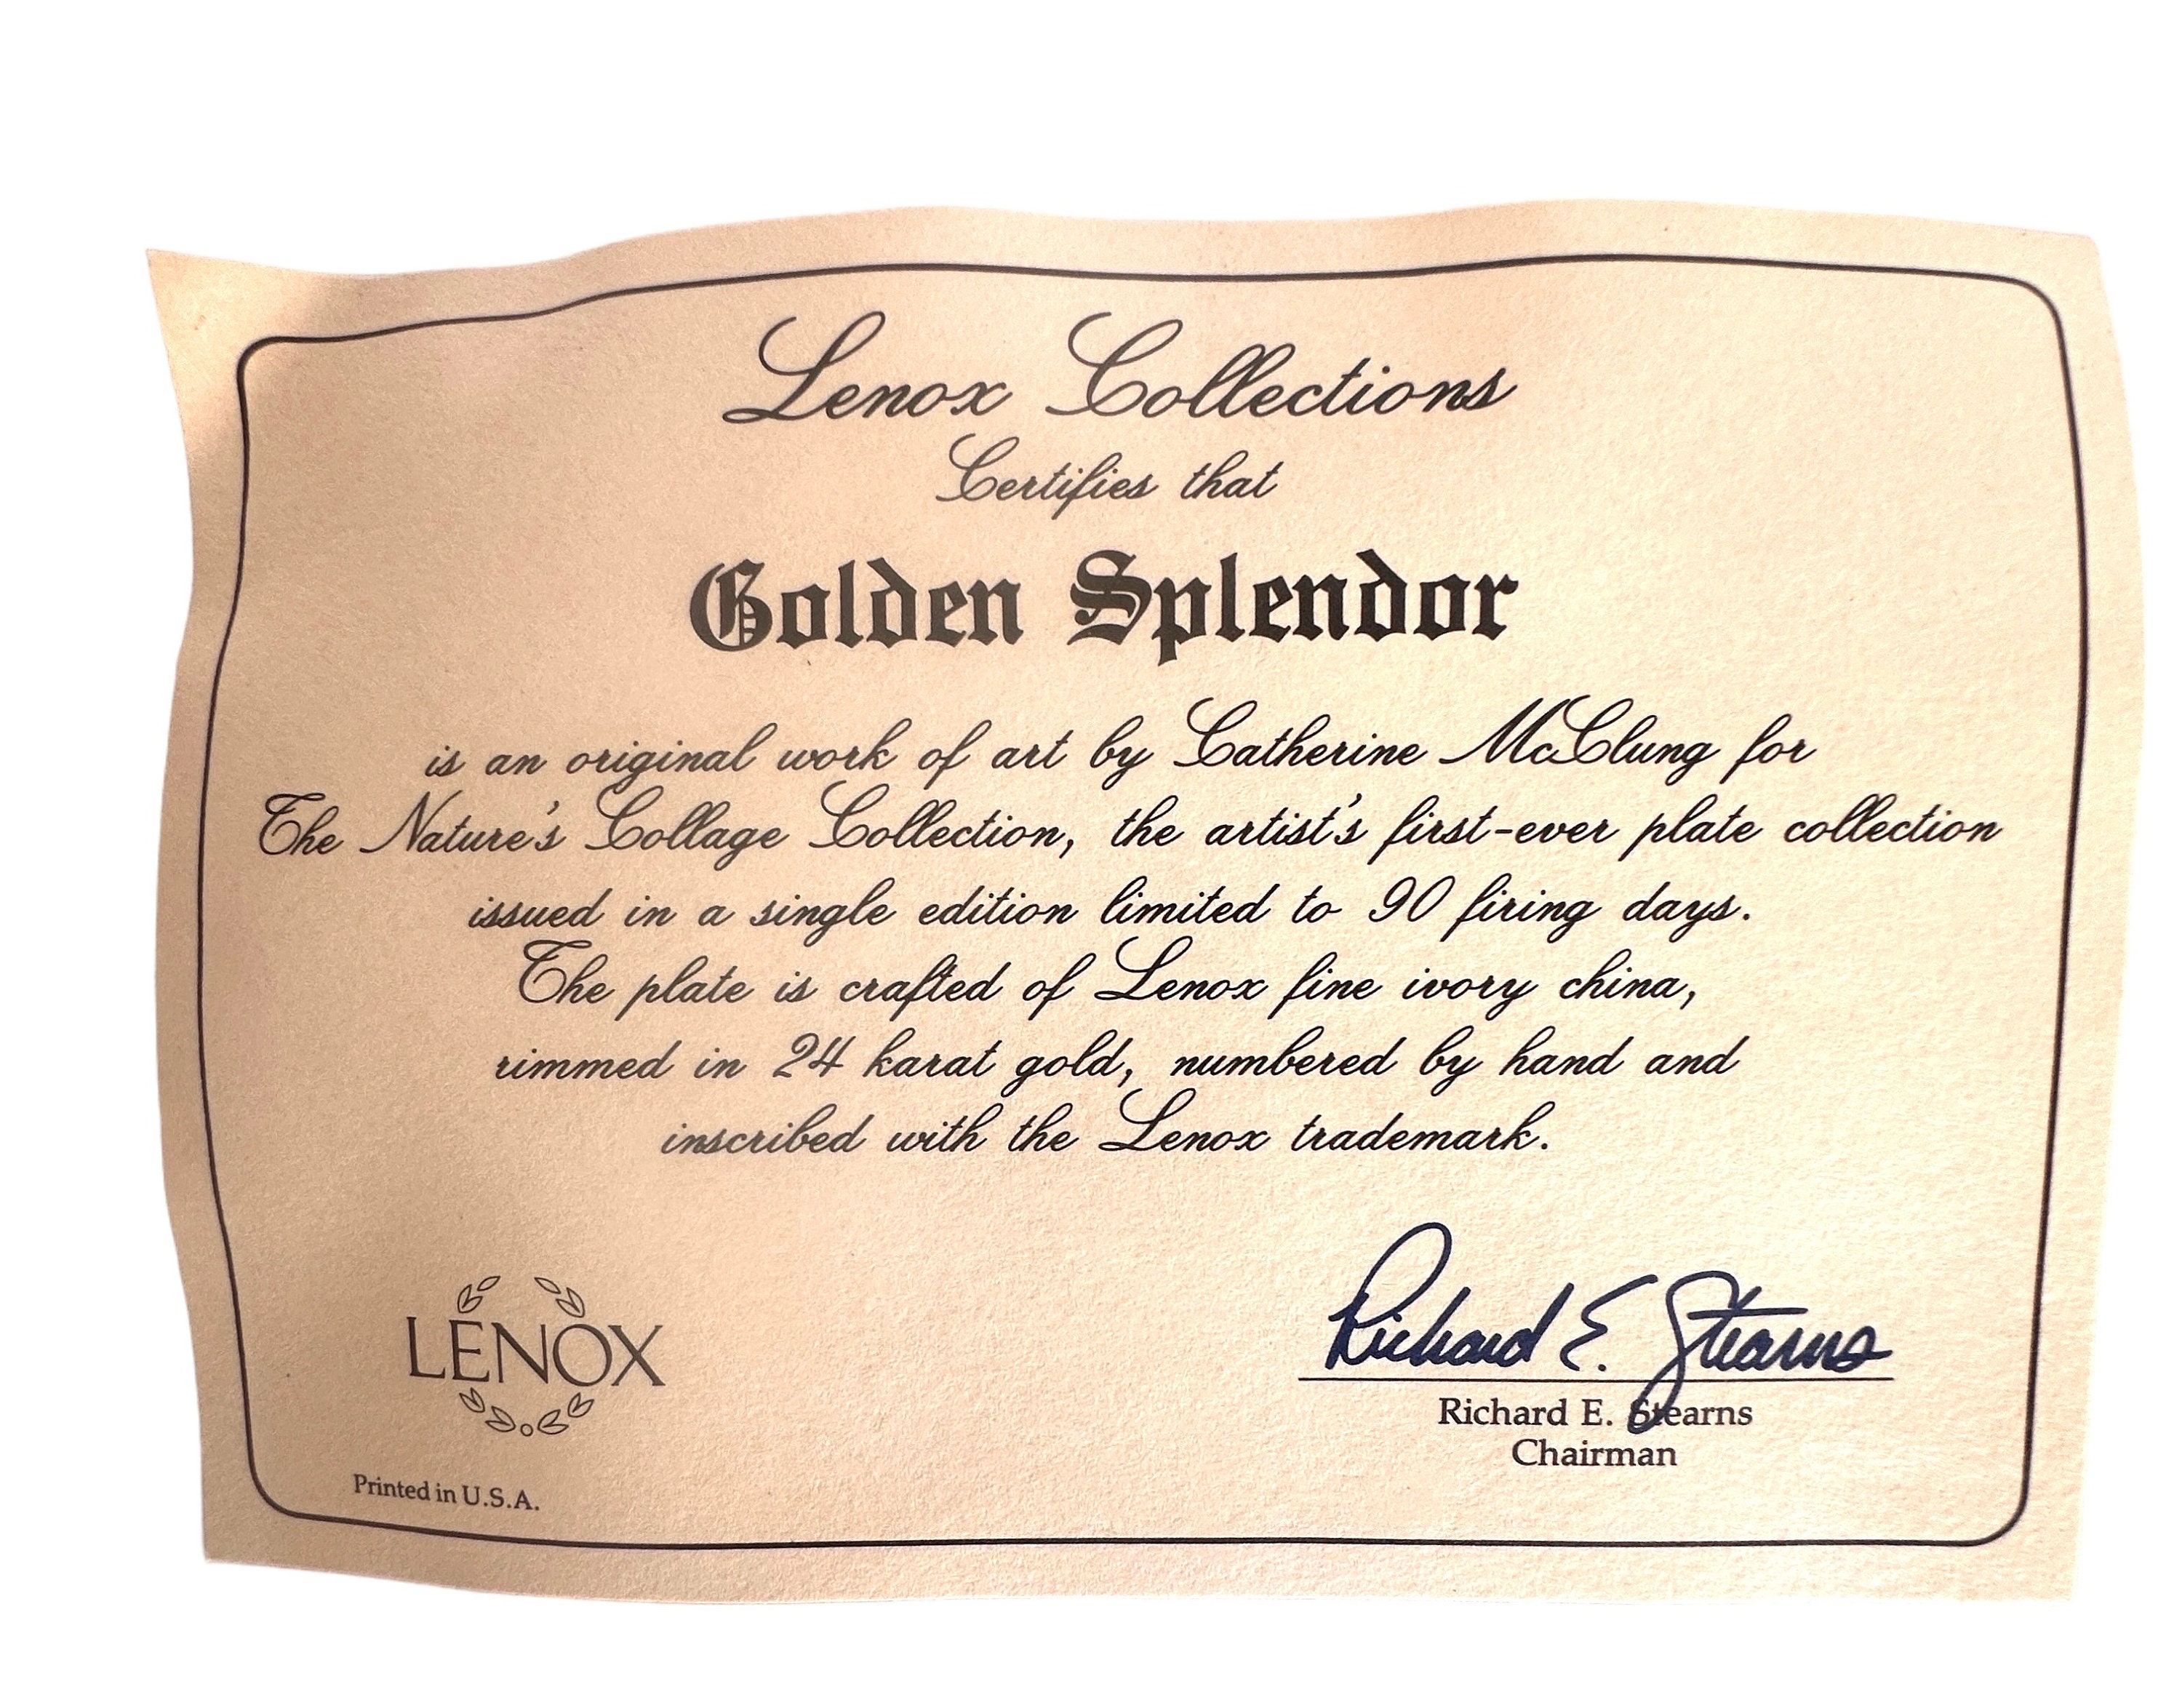 Lenox Collections
Certifies that
Golden Splendor
is an original work of art by Catherine McClung for
The Nature's Collage Collection, the artist's first-ever plate collection
issued in a single edition limited to 90 firing days.
The plate is crafted of Lenox fine ivory china,
rimmed in 24 karat gold, numbered by hand and
inscribed with the Lenox trademark.
LENOX
Printed in U.S.A.
Richard E. Stearns
Richard E. Stearns
Chairman